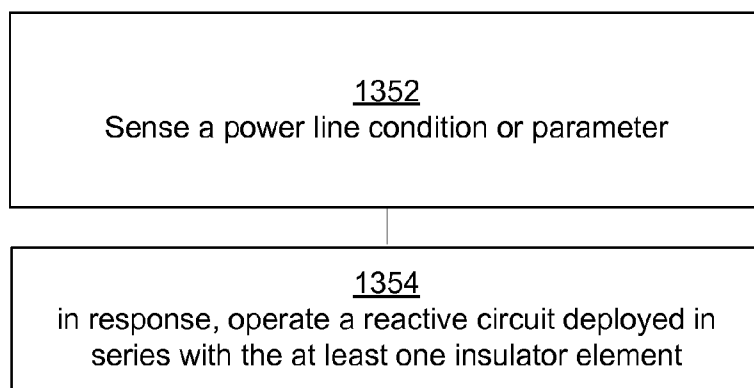 1352
Sense a power line condition or parameter
1354
in response, operate a reactive circuit deployed in
series with the at least one insulator element